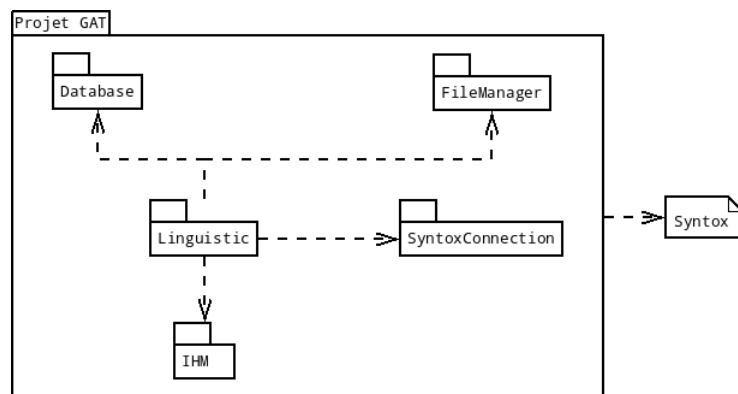 Projet GAT
Database
FileManager
Linguistic
SyntoxConnection
Syntox
IHM